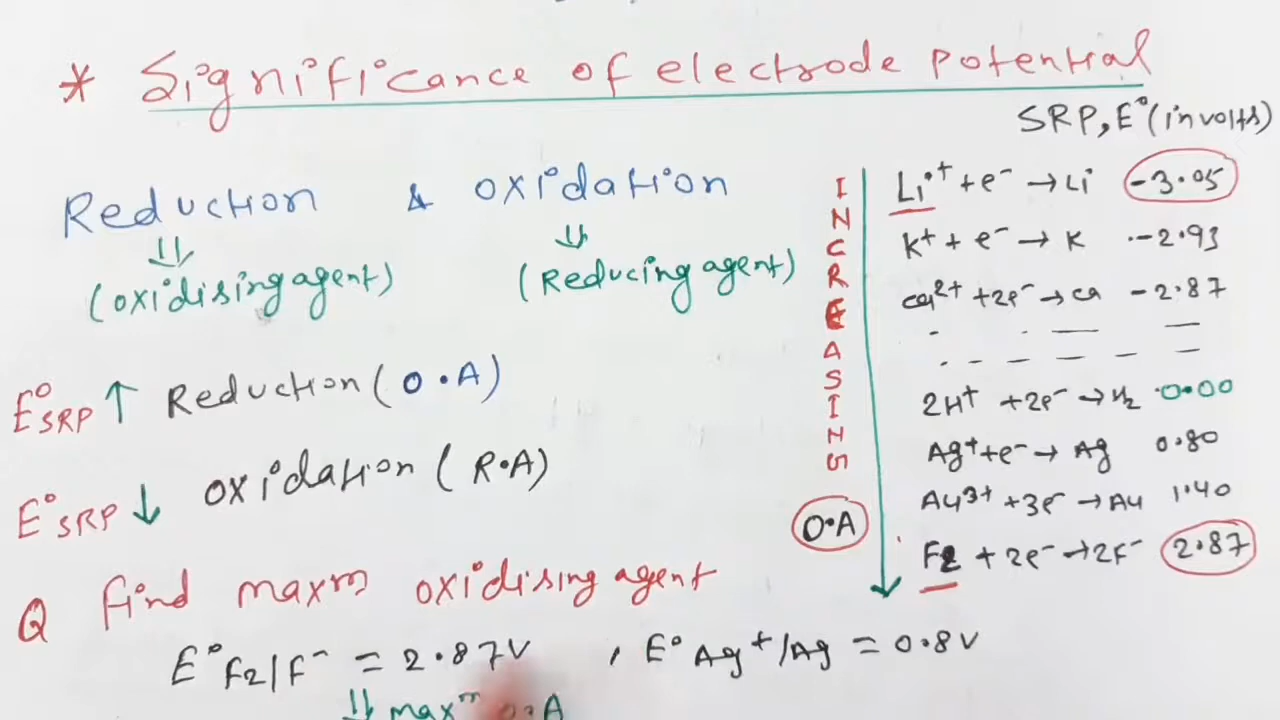 * Significance of electrode potential
SRP, E° (in volts)
Reduction & oxidation
⇓ ⇓
(oxidising agent) (Reducing agent)
E°SRP ↑ Reduction (O.A)
E°SRP ↓ oxidation (R.A)
INCREASING
O.A
Li⁺ + e⁻ → Li -3.05
K⁺ + e⁻ → K -2.93
Ca²⁺ + 2e⁻ → Ca -2.87
2H⁺ + 2e⁻ → H₂ 0.00
Ag⁺ + e⁻ → Ag 0.80
Au³⁺ + 3e⁻ → Au 1.40
F₂ + 2e⁻ → 2F⁻ 2.87
Q find maxm oxidising agent
E° F₂/F⁻ = 2.87V , E° Ag⁺/Ag = 0.8V
⇓ maxᵐ O.A